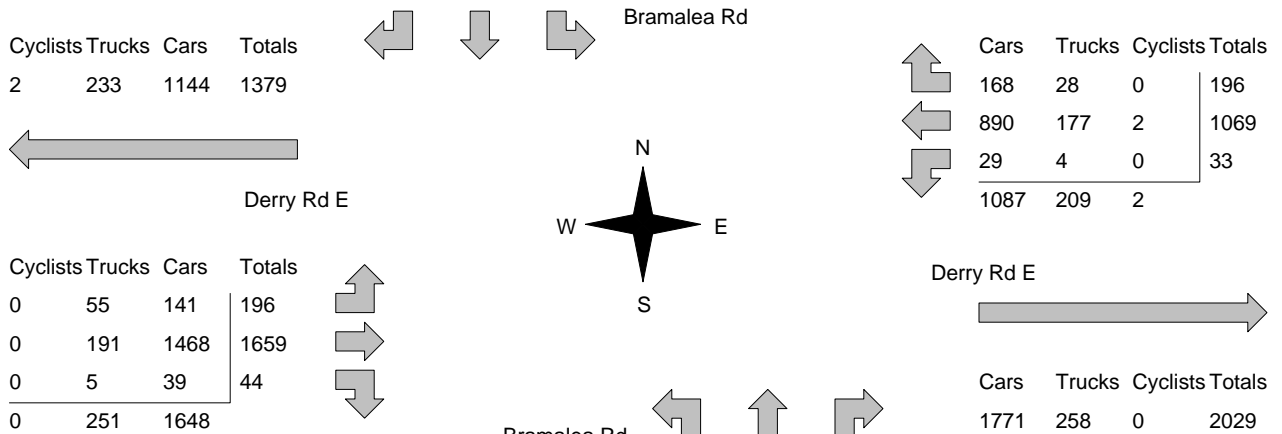 Bramalea Rd
Cyclists Trucks Cars Totals
2 233 1144 1379
Cars Trucks Cyclists Totals
168 28 0 196
890 177 2 1069
29 4 0 33
1087 209 2
Derry Rd E
N
W E
S
Cyclists Trucks Cars Totals
0 55 141 196
0 191 1468 1659
0 5 39 44
0 251 1648
Derry Rd E
Cars Trucks Cyclists Totals
1771 258 0 2029
Bramalea Rd